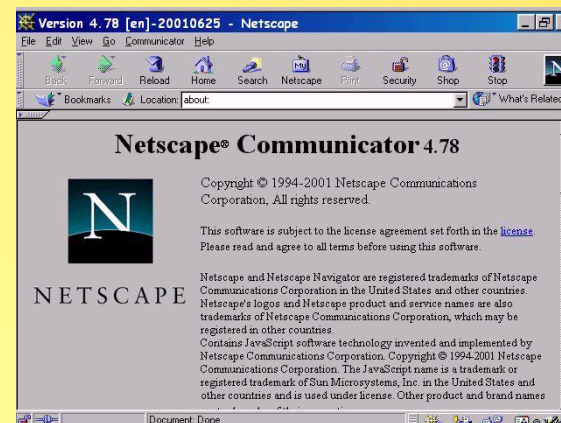 Version 4.78 [en]-20010625 - Netscape
File Edit View Go Communicator Help
Back Forward Reload Home Search Netscape Print Security Shop Stop
My
N
Bookmarks Location: about: What's Related
Netscape® Communicator 4.78
Copyright © 1994-2001 Netscape Communications
Corporation, All rights reserved.
This software is subject to the license agreement set forth in the license.
Please read and agree to all terms before using this software.
N
NETSCAPE
Netscape and Netscape Navigator are registered trademarks of Netscape
Communications Corporation in the United States and other countries.
Netscape's logos and Netscape product and service names are also
trademarks of Netscape Communications Corporation, which may be
registered in other countries.
Contains JavaScript software technology invented and implemented by
Netscape Communications Corporation. Copyright © 1994-2001 Netscape
Communications Corporation. The JavaScript name is a trademark or
registered trademark of Sun Microsystems, Inc. in the United States and
other countries and is used under license. Other product and brand names
Document: Done